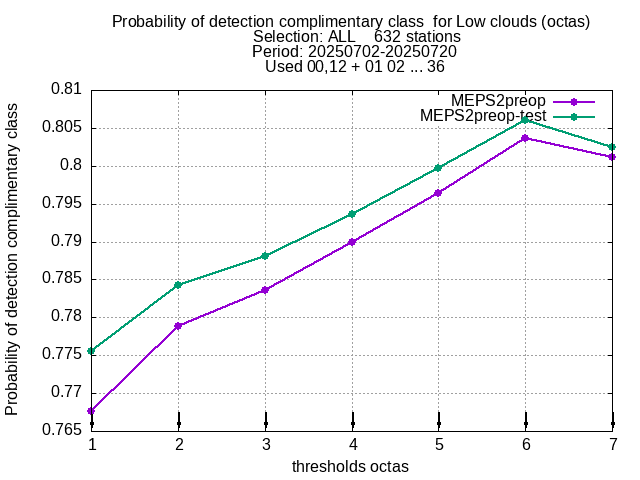 Probability of detection complimentary class  for Low clouds (octas)
Selection: ALL    632 stations
Period: 20250702-20250720
Used 00,12 + 01 02 ... 36
MEPS2preop
MEPS2preop-test
Probability of detection complimentary class
0.81
0.805
0.8
0.795
0.79
0.785
0.78
0.775
0.77
0.765
1 2 3 4 5 6 7
thresholds octas